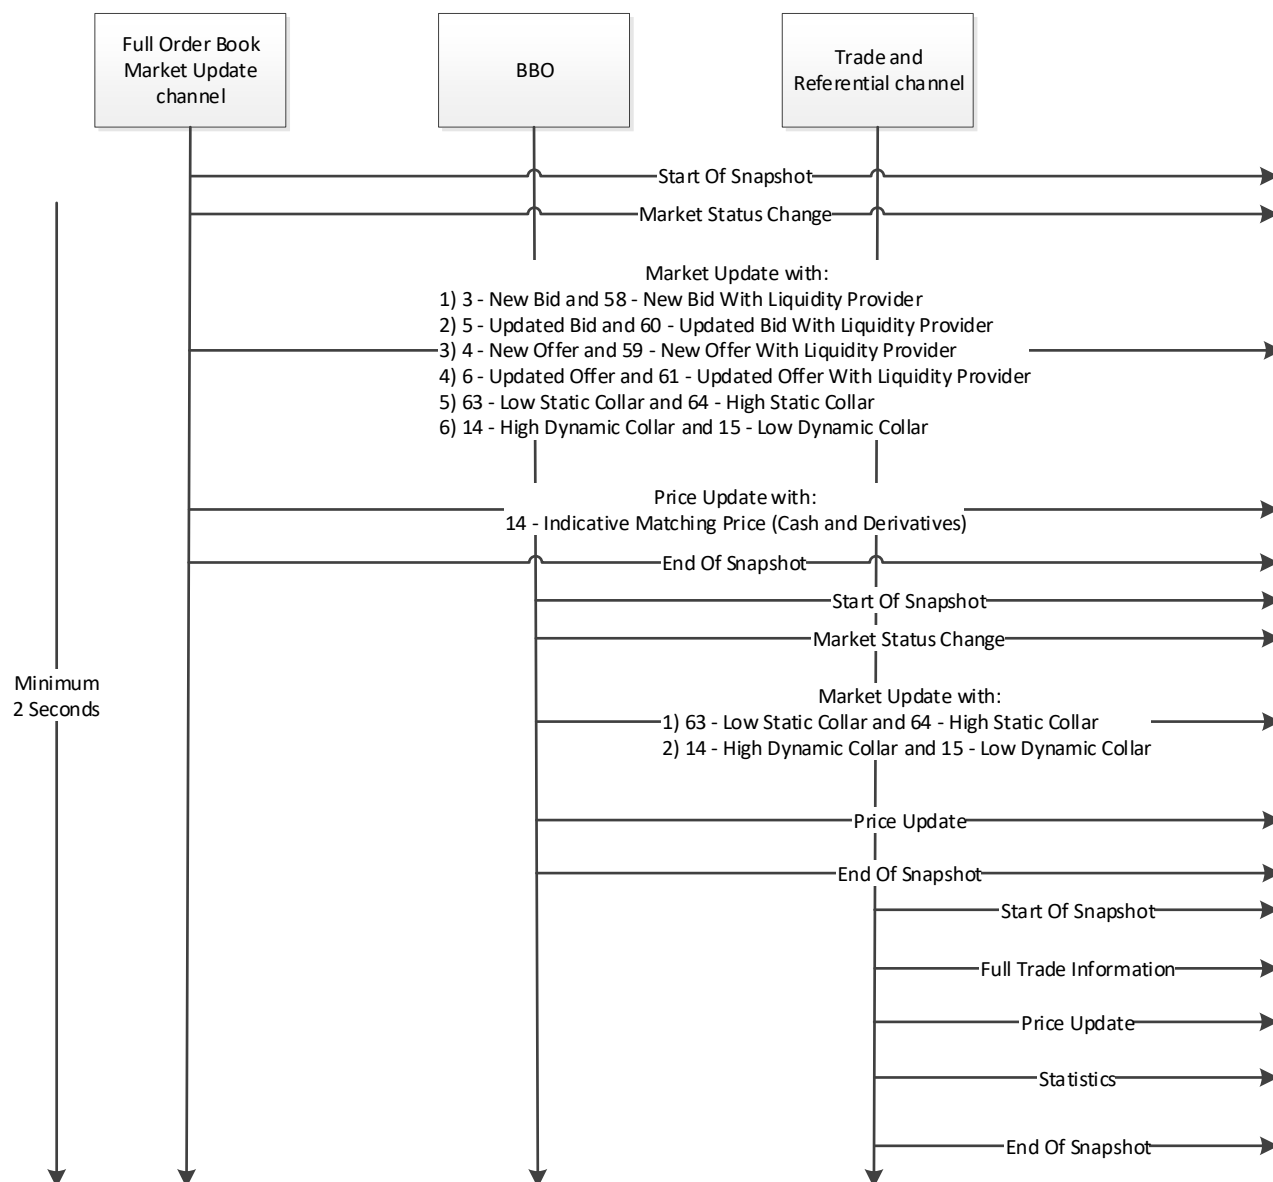 Full Order Book
Market Update
channel
BBO
Trade and
Referential channel
Start Of Snapshot
Market Status Change
Market Update with:
1) 3 - New Bid and 58 - New Bid With Liquidity Provider
2) 5 - Updated Bid and 60 - Updated Bid With Liquidity Provider
3) 4 - New Offer and 59 - New Offer With Liquidity Provider
4) 6 - Updated Offer and 61 - Updated Offer With Liquidity Provider
5) 63 - Low Static Collar and 64 - High Static Collar
6) 14 - High Dynamic Collar and 15 - Low Dynamic Collar
Price Update with:
14 - Indicative Matching Price (Cash and Derivatives)
End Of Snapshot
Start Of Snapshot
Market Status Change
Minimum
2 Seconds
Market Update with:
1) 63 - Low Static Collar and 64 - High Static Collar
2) 14 - High Dynamic Collar and 15 - Low Dynamic Collar
Price Update
End Of Snapshot
Start Of Snapshot
Full Trade Information
Price Update
Statistics
End Of Snapshot